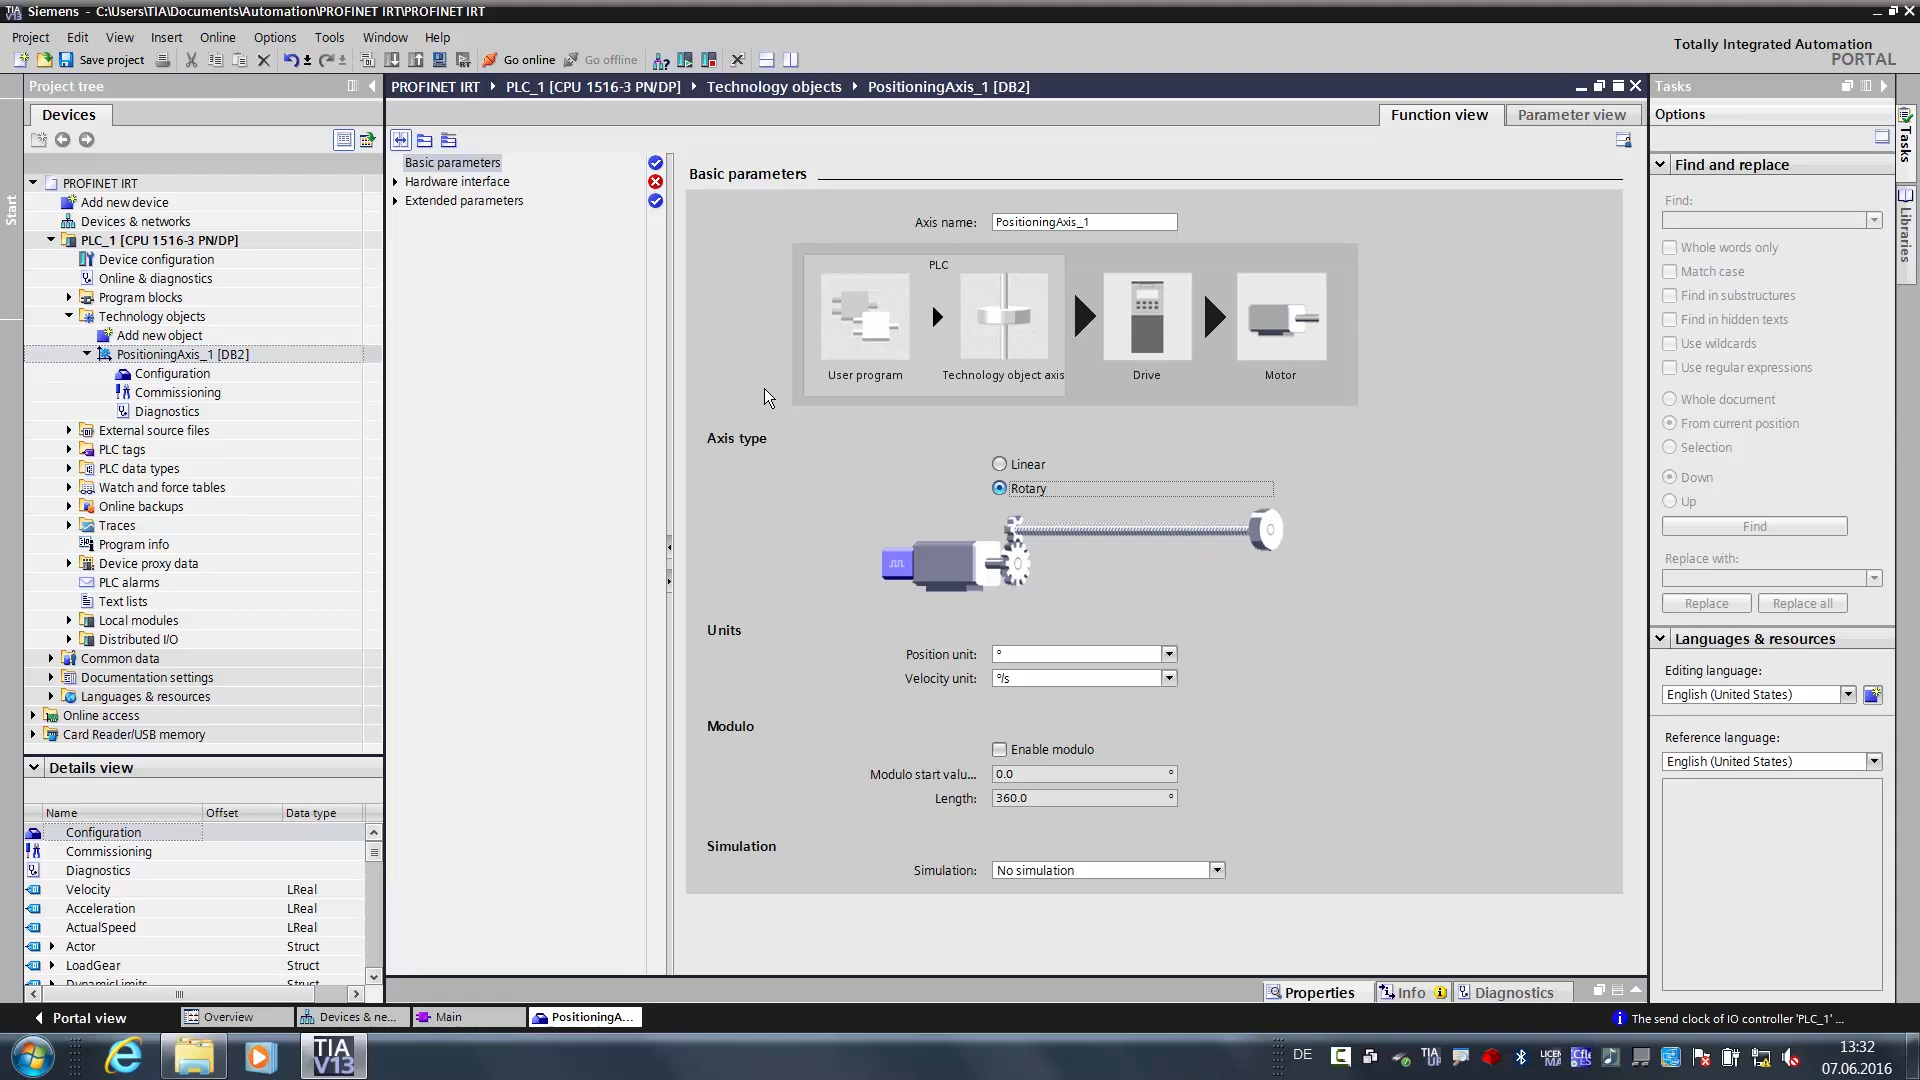 Siemens - C:\Users\TIA\Documents\Automation\PROFINET IRT\PROFINET IRT
Project Edit View Insert Online Options Tools Window Help
Save project Go online Go offline
Totally Integrated Automation
PORTAL
Project tree
Devices
Start
PROFINET IRT
Add new device
Devices & networks
PLC_1 [CPU 1516-3 PN/DP]
Device configuration
Online & diagnostics
Program blocks
Technology objects
Add new object
PositioningAxis_1 [DB2]
Configuration
Commissioning
Diagnostics
External source files
PLC tags
PLC data types
Watch and force tables
Online backups
Traces
Program info
Device proxy data
PLC alarms
Text lists
Local modules
Distributed I/O
Common data
Documentation settings
Languages & resources
Online access
Card Reader/USB memory
Details view
Name Offset Data type
Configuration
Commissioning
Diagnostics
Velocity LReal
Acceleration LReal
ActualSpeed LReal
Actor Struct
LoadGear Struct
DynamicLimits Struct
PROFINET IRT PLC_1 [CPU 1516-3 PN/DP] Technology objects PositioningAxis_1 [DB2]
Function view Parameter view
Basic parameters
Hardware interface
Extended parameters
Basic parameters
Axis name: PositioningAxis_1
PLC
User program Technology object axis Drive Motor
Axis type
Linear
Rotary
Units
Position unit: °
Velocity unit: °/s
Modulo
Enable modulo
Modulo start valu... 0.0 °
Length: 360.0 °
Simulation
Simulation: No simulation
Properties Info Diagnostics
Tasks
Options
Find and replace
Find:
Whole words only
Match case
Find in substructures
Find in hidden texts
Use wildcards
Use regular expressions
Whole document
From current position
Selection
Down
Up
Find
Replace with:
Replace Replace all
Languages & resources
Editing language:
English (United States)
Reference language:
English (United States)
Tasks
Libraries
Portal view Overview Devices & ne... Main PositioningA... The send clock of IO controller 'PLC_1' ...
TIA
V13
DE
13:32
07.06.2016